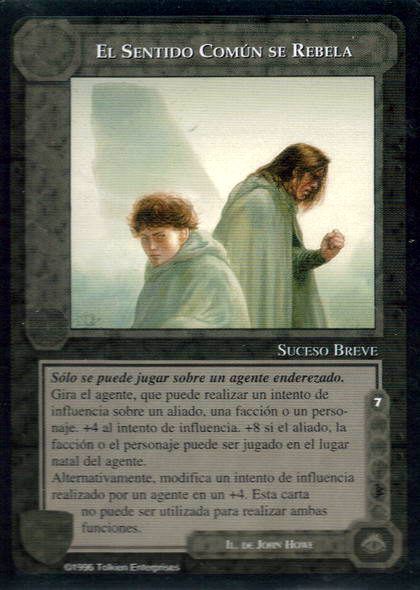 El Sentido Común se Rebela
Suceso Breve
Sólo se puede jugar sobre un agente enderezado.
Gira el agente, que puede realizar un intento de
influencia sobre un aliado, una facción o un perso-
naje. +4 al intento de influencia. +8 si el aliado, la
facción o el personaje puede ser jugado en el lugar
natal del agente.
Alternativamente, modifica un intento de influencia
realizado por un agente en un +4. Esta carta
no puede ser utilizada para realizar ambas
funciones.
7
Il. de John Howe
©1996 Tolkien Enterprises